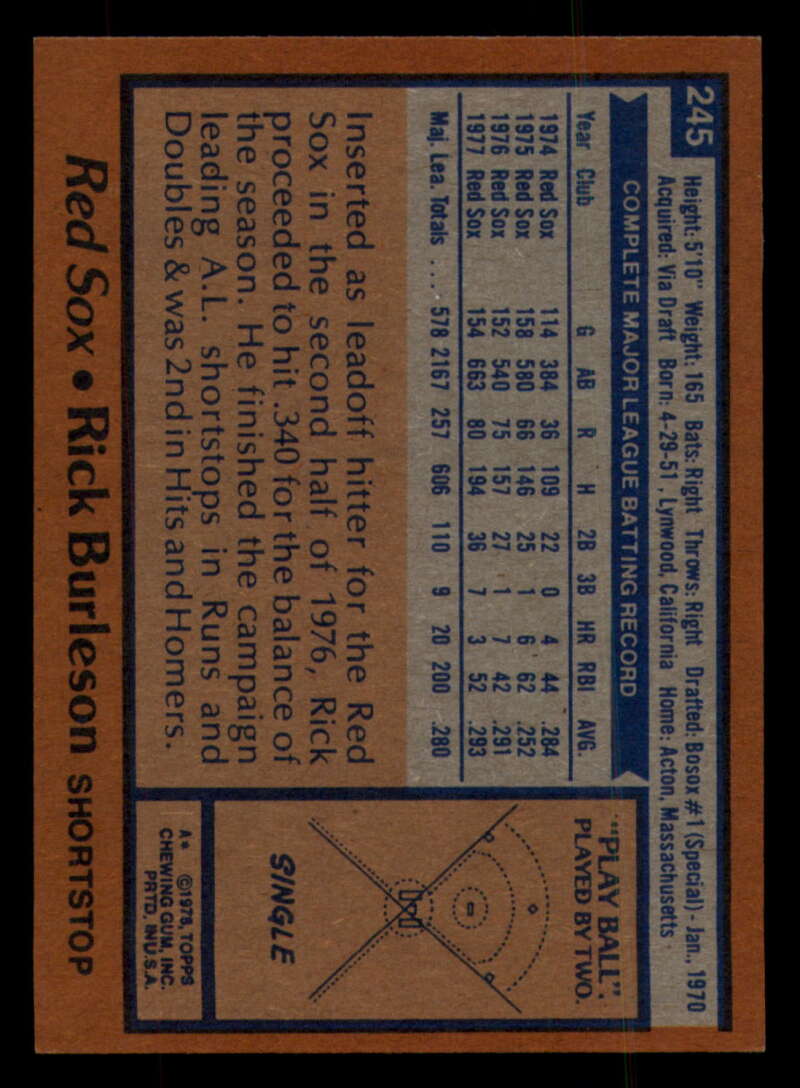 245
Height: 5'10" Weight: 165 Bats: Right Throws: Right Drafted: Bosox #1 (Special) - Jan., 1970
Acquired: Via Draft Born: 4-29-51, Lynwood, California Home: Acton, Massachusetts
COMPLETE MAJOR LEAGUE BATTING RECORD
Year Club G AB R H 2B 3B HR RBI AVG.
1974 Red Sox 114 384 36 109 22 0 4 44 .284
1975 Red Sox 158 580 66 146 25 1 6 62 .252
1976 Red Sox 152 540 75 157 27 1 7 42 .291
1977 Red Sox 154 663 80 194 36 7 3 52 .293
Maj. Lea. Totals .... 578 2167 257 606 110 9 20 200 .280
Inserted as leadoff hitter for the Red
Sox in the second half of 1976, Rick
proceeded to hit .340 for the balance of
the season. He finished the campaign
leading A.L. shortstops in Runs and
Doubles & was 2nd in Hits and Homers.
"PLAY BALL"
PLAYED BY TWO.
SINGLE
A* ©1978, TOPPS
CHEWING GUM, INC.
PRTD. IN U.S.A.
Red Sox • Rick Burleson SHORTSTOP